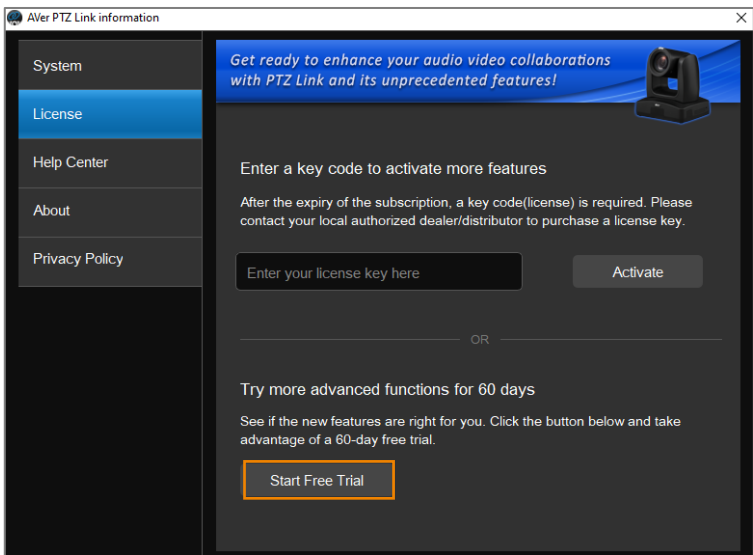 AVer PTZ Link information
System
License
Help Center
About
Privacy Policy
Get ready to enhance your audio video collaborations
with PTZ Link and its unprecedented features!
Enter a key code to activate more features
After the expiry of the subscription, a key code(license) is required. Please
contact your local authorized dealer/distributor to purchase a license key.
Enter your license key here
Activate
OR
Try more advanced functions for 60 days
See if the new features are right for you. Click the button below and take
advantage of a 60-day free trial.
Start Free Trial